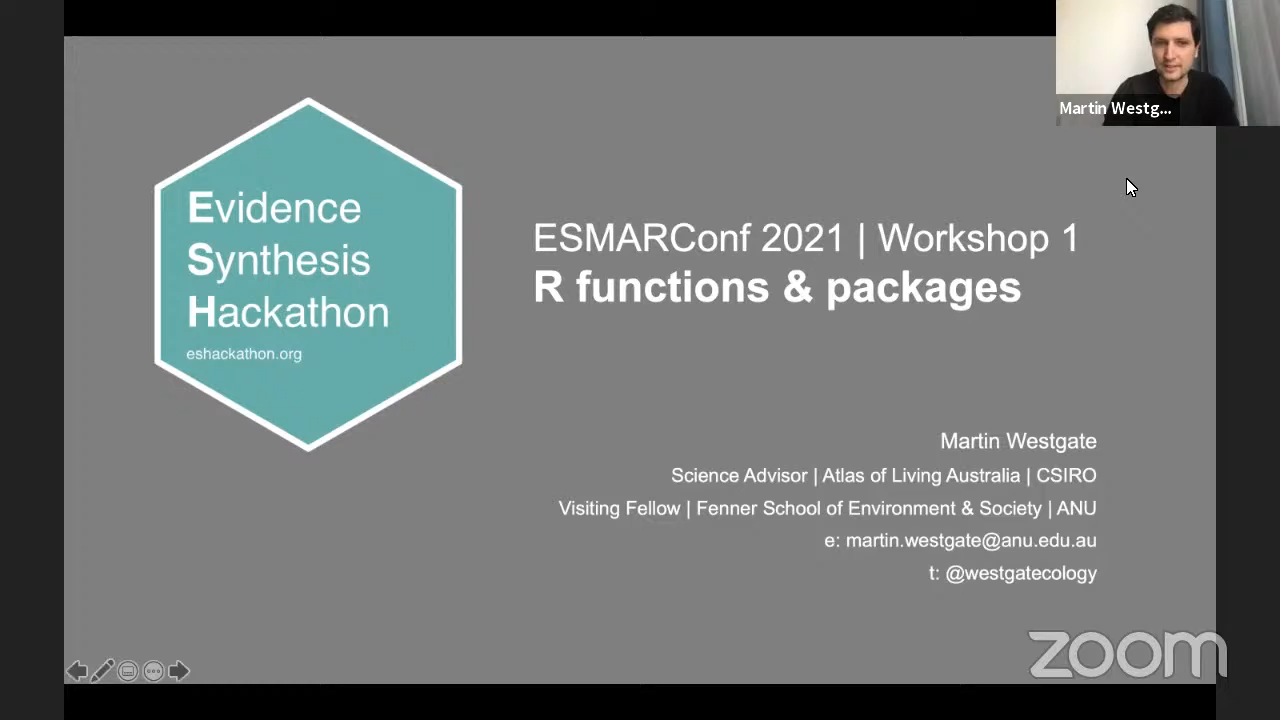 Martin Westg...
Evidence
Synthesis
Hackathon
eshackathon.org
ESMARConf 2021 | Workshop 1
R functions & packages
Martin Westgate
Science Advisor | Atlas of Living Australia | CSIRO
Visiting Fellow | Fenner School of Environment & Society | ANU
e: martin.westgate@anu.edu.au
t: @westgatecology
zoom